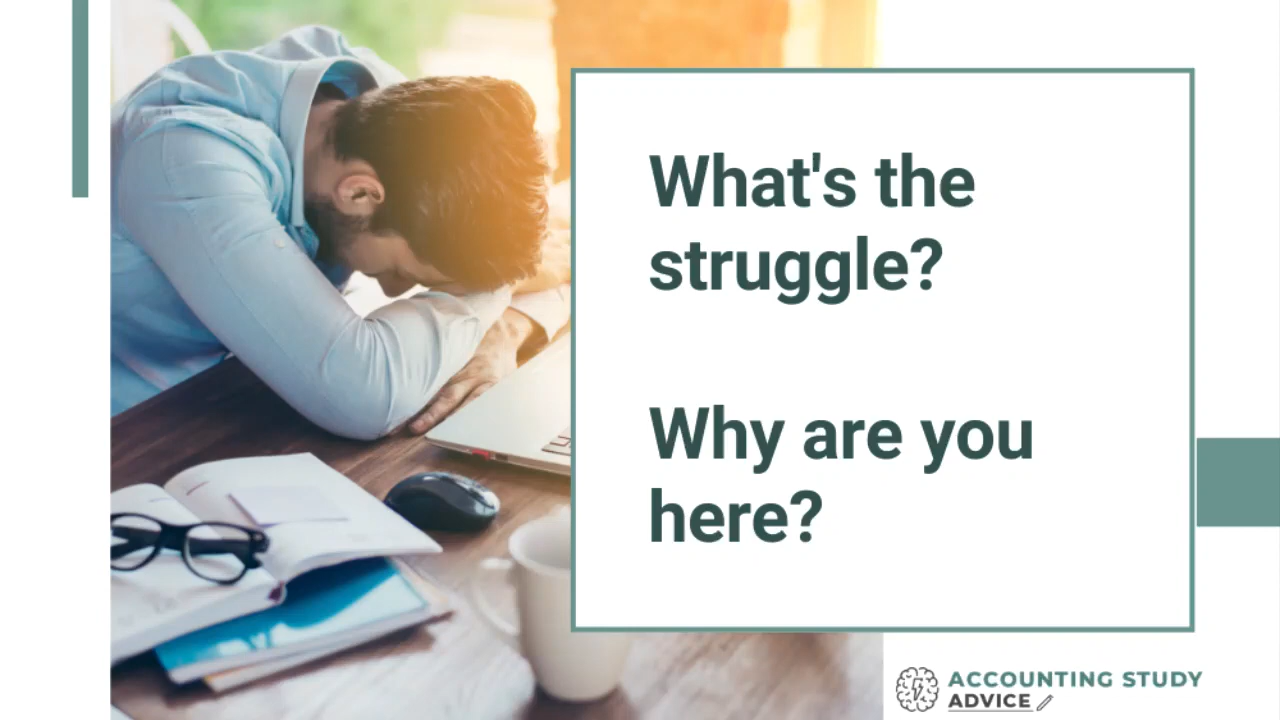 What's the
struggle?
Why are you
here?
ACCOUNTING STUDY
ADVICE